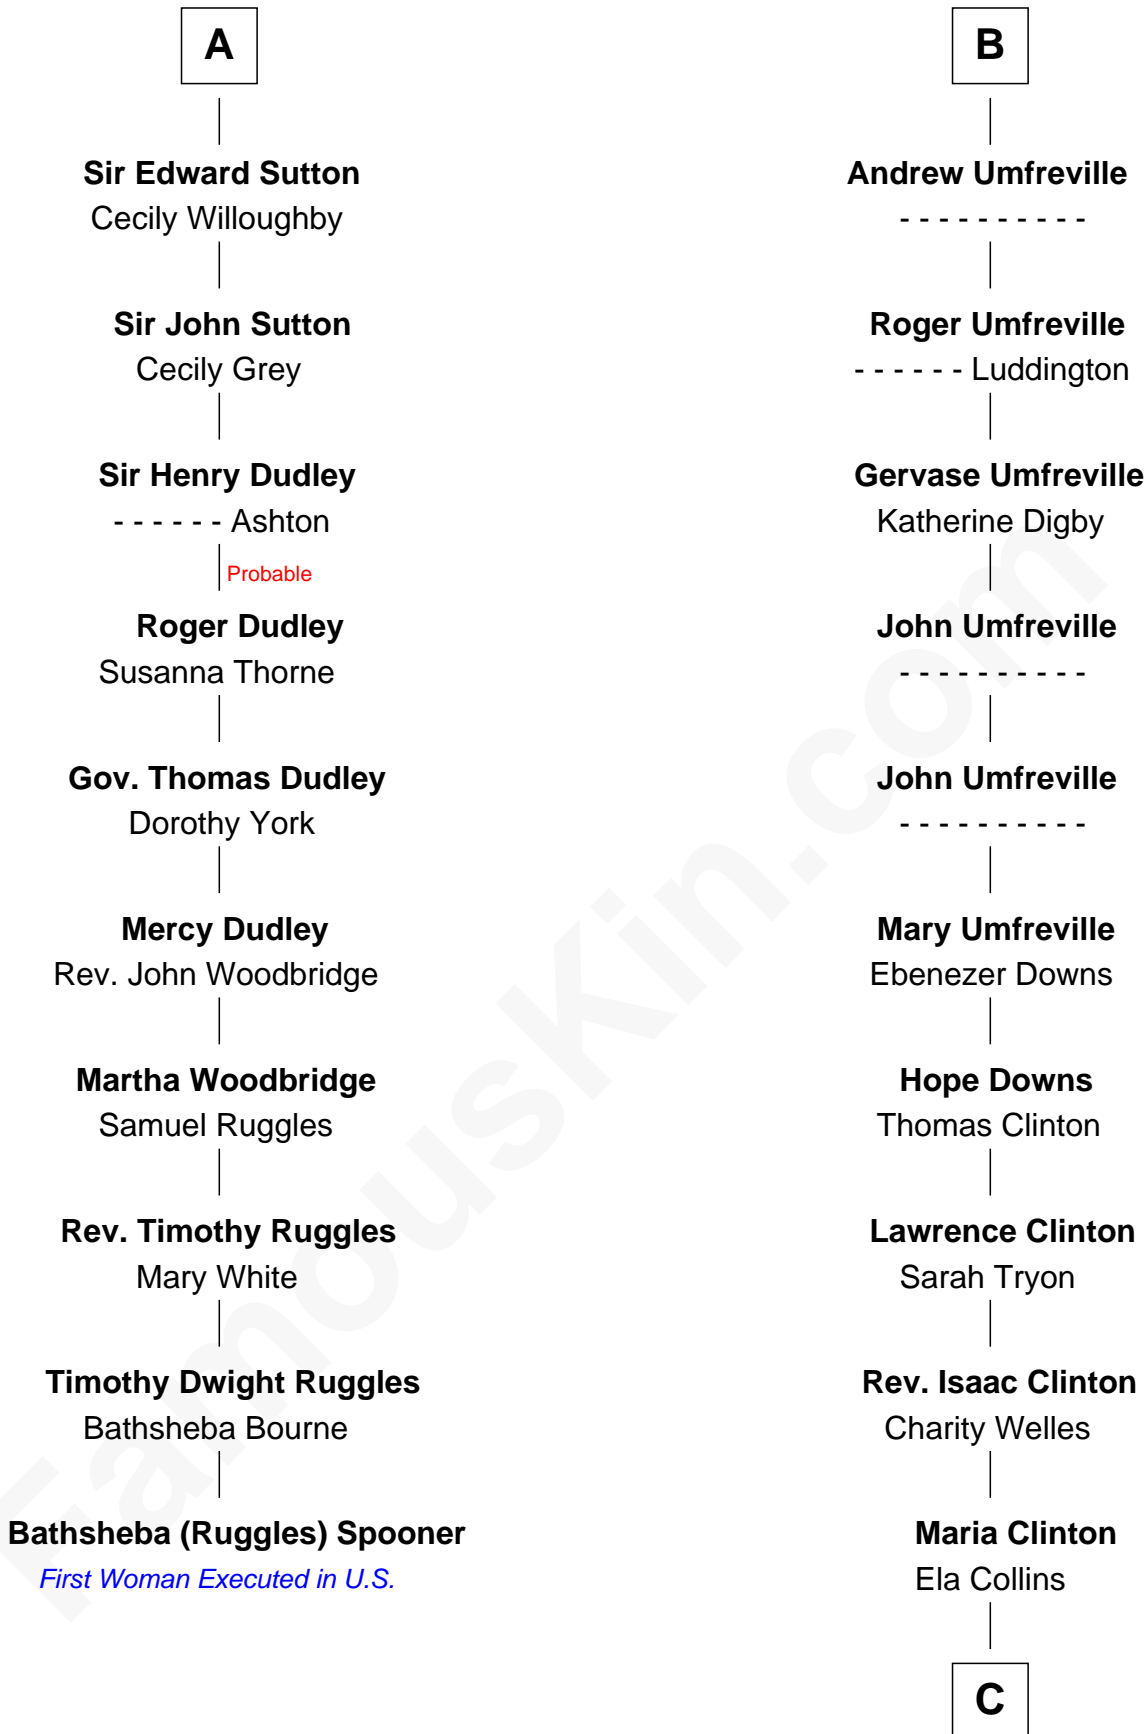 A
Sir Edward Sutton
Cecily Willoughby
Sir John Sutton
Cecily Grey
Sir Henry Dudley
- - - - - - Ashton
Probable
Roger Dudley
Susanna Thorne
Gov. Thomas Dudley
Dorothy York
Mercy Dudley
Rev. John Woodbridge
Martha Woodbridge
Samuel Ruggles
Rev. Timothy Ruggles
Mary White
Timothy Dwight Ruggles
Bathsheba Bourne
Bathsheba (Ruggles) Spooner
First Woman Executed in U.S.
B
Andrew Umfreville
- - - - - - - - - -
Roger Umfreville
- - - - - - Luddington
Gervase Umfreville
Katherine Digby
John Umfreville
- - - - - - - - - -
John Umfreville
- - - - - - - - - -
Mary Umfreville
Ebenezer Downs
Hope Downs
Thomas Clinton
Lawrence Clinton
Sarah Tryon
Rev. Isaac Clinton
Charity Welles
Maria Clinton
Ela Collins
C
FamousKin.com